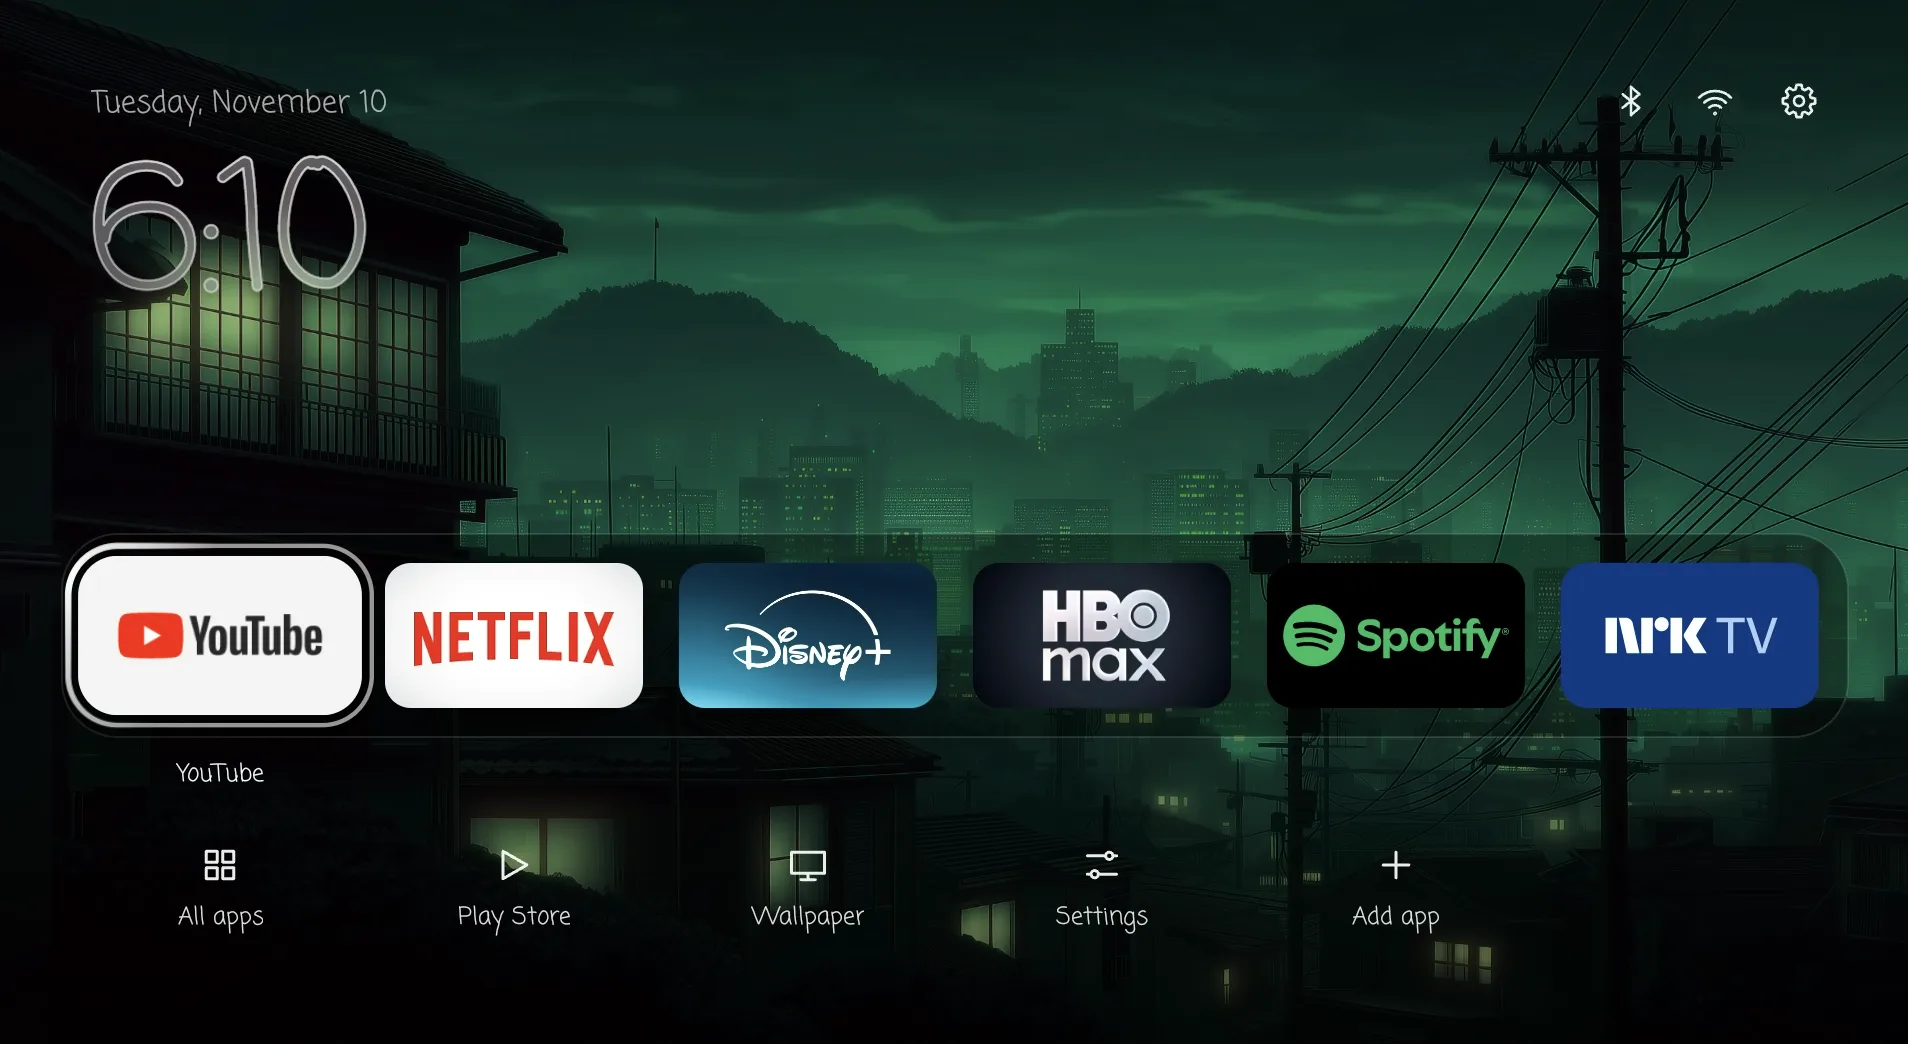 Tuesday, November 10
6:10
YouTube
NETFLIX
Disney+
HBO
max
Spotify®
NRK TV
YouTube
All apps
Play Store
Wallpaper
Settings
Add app